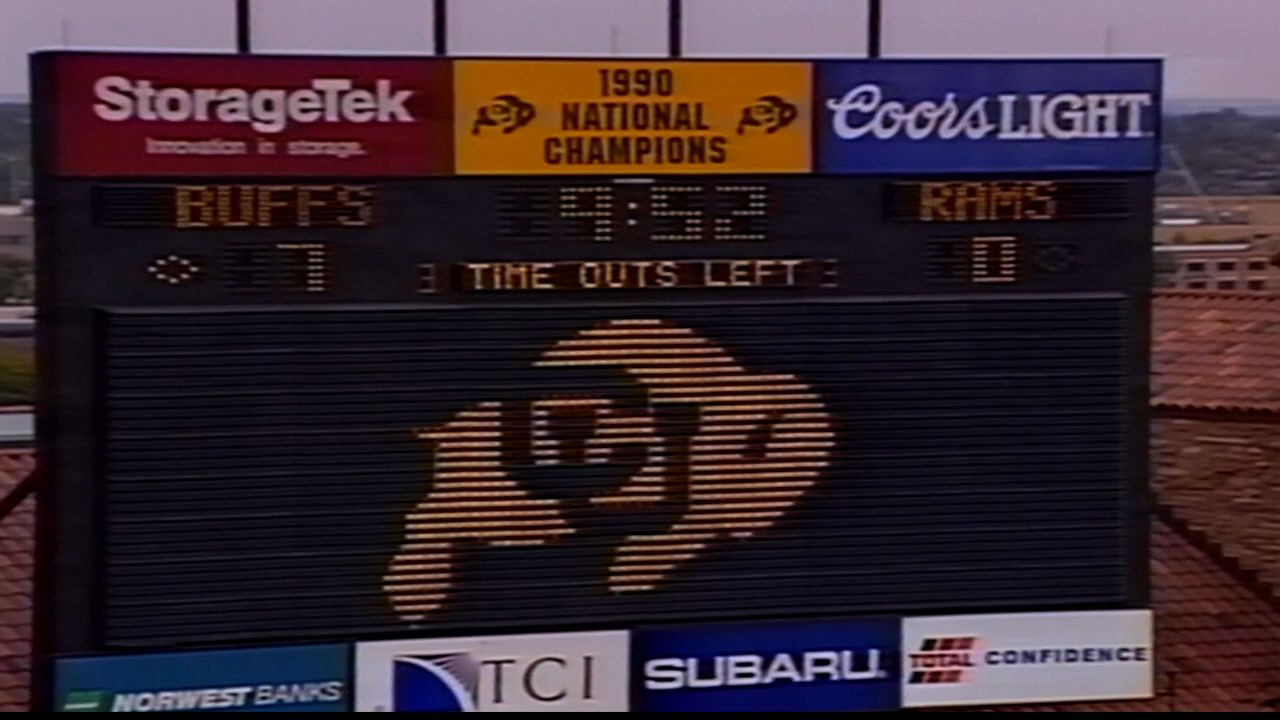 StorageTek
Innovation in storage.
1990
NATIONAL
CHAMPIONS
Coors LIGHT
BUFFS 9:52 RAMS
7 TIME OUTS LEFT 0
NORWEST BANKS
TCI
SUBARU
TOTAL CONFIDENCE